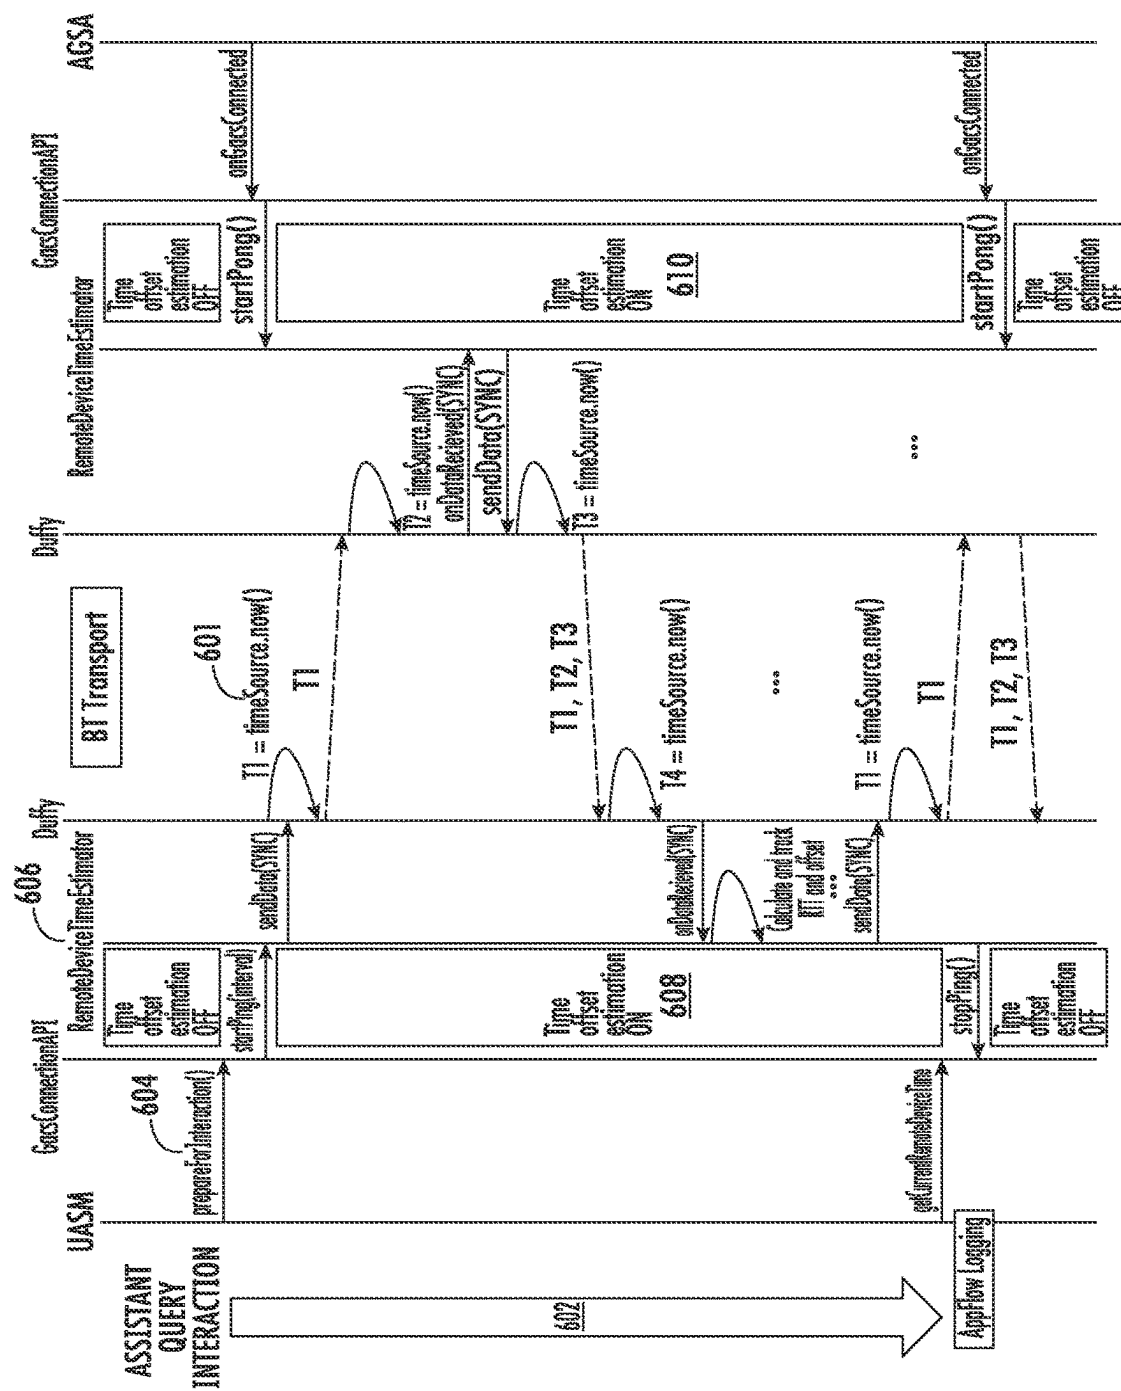 ASSISTANT
QUERY
INTERACTION
602
AppFlow Logging
UASM
GacsConnectionAPI
RemoteDeviceTimeEstimator
606
Duffy
BT Transport
Duffy
RemoteDeviceTimeEstimator
GacsConnectionAPI
AGSA
604
prepareForInteraction()
getCurrentRemoteDeviceTime
Time
offset
estimation
OFF
startPing(interval)
Time
offset
estimation
ON
608
stopPing()
Time
offset
estimation
OFF
sendData(SYNC)
onDataRecieved(SYNC)
Calculate and track
RTT and offset
...
sendData(SYNC)
601
T1 = timeSource.now()
T1
T1, T2, T3
T4 = timeSource.now()
...
T1 = timeSource.now()
T1
T1, T2, T3
T2 = timeSource.now()
onDataRecieved(SYNC)
sendData(SYNC)
T3 = timeSource.now()
...
Time
offset
estimation
OFF
startPong()
Time
offset
estimation
ON
610
startPong()
Time
offset
estimation
OFF
onGacsConnected
onGacsConnected